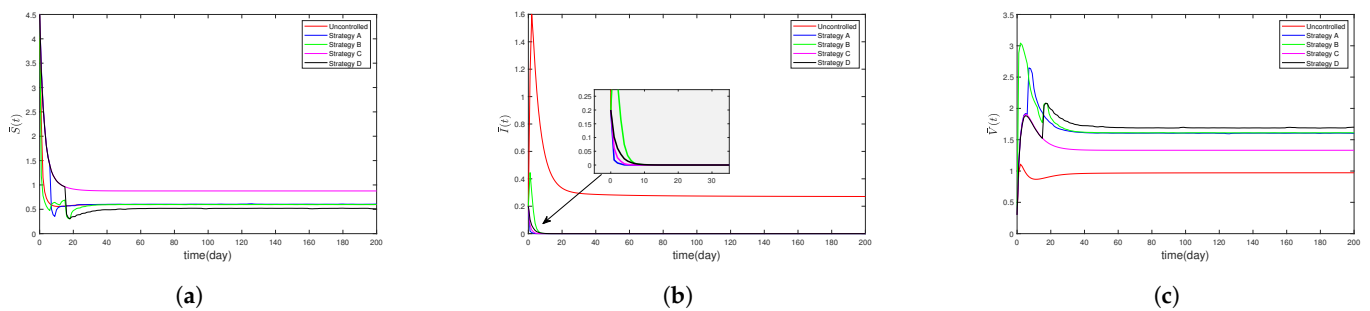 4.5
4
3.5
3
2.5
2
1.5
1
0.5
0
S̄(t)
0 20 40 60 80 100 120 140 160 180 200
time(day)
Uncontrolled
Strategy A
Strategy B
Strategy C
Strategy D
(a)
1.6
1.4
1.2
1
0.8
0.6
0.4
0.2
0
Ī(t)
0 20 40 60 80 100 120 140 160 180 200
time(day)
Uncontrolled
Strategy A
Strategy B
Strategy C
Strategy D
0.25
0.2
0.15
0.1
0.05
0
0 10 20 30
(b)
3.5
3
2.5
2
1.5
1
0.5
0
V̄(t)
0 20 40 60 80 100 120 140 160 180 200
time(day)
Uncontrolled
Strategy A
Strategy B
Strategy C
Strategy D
(c)